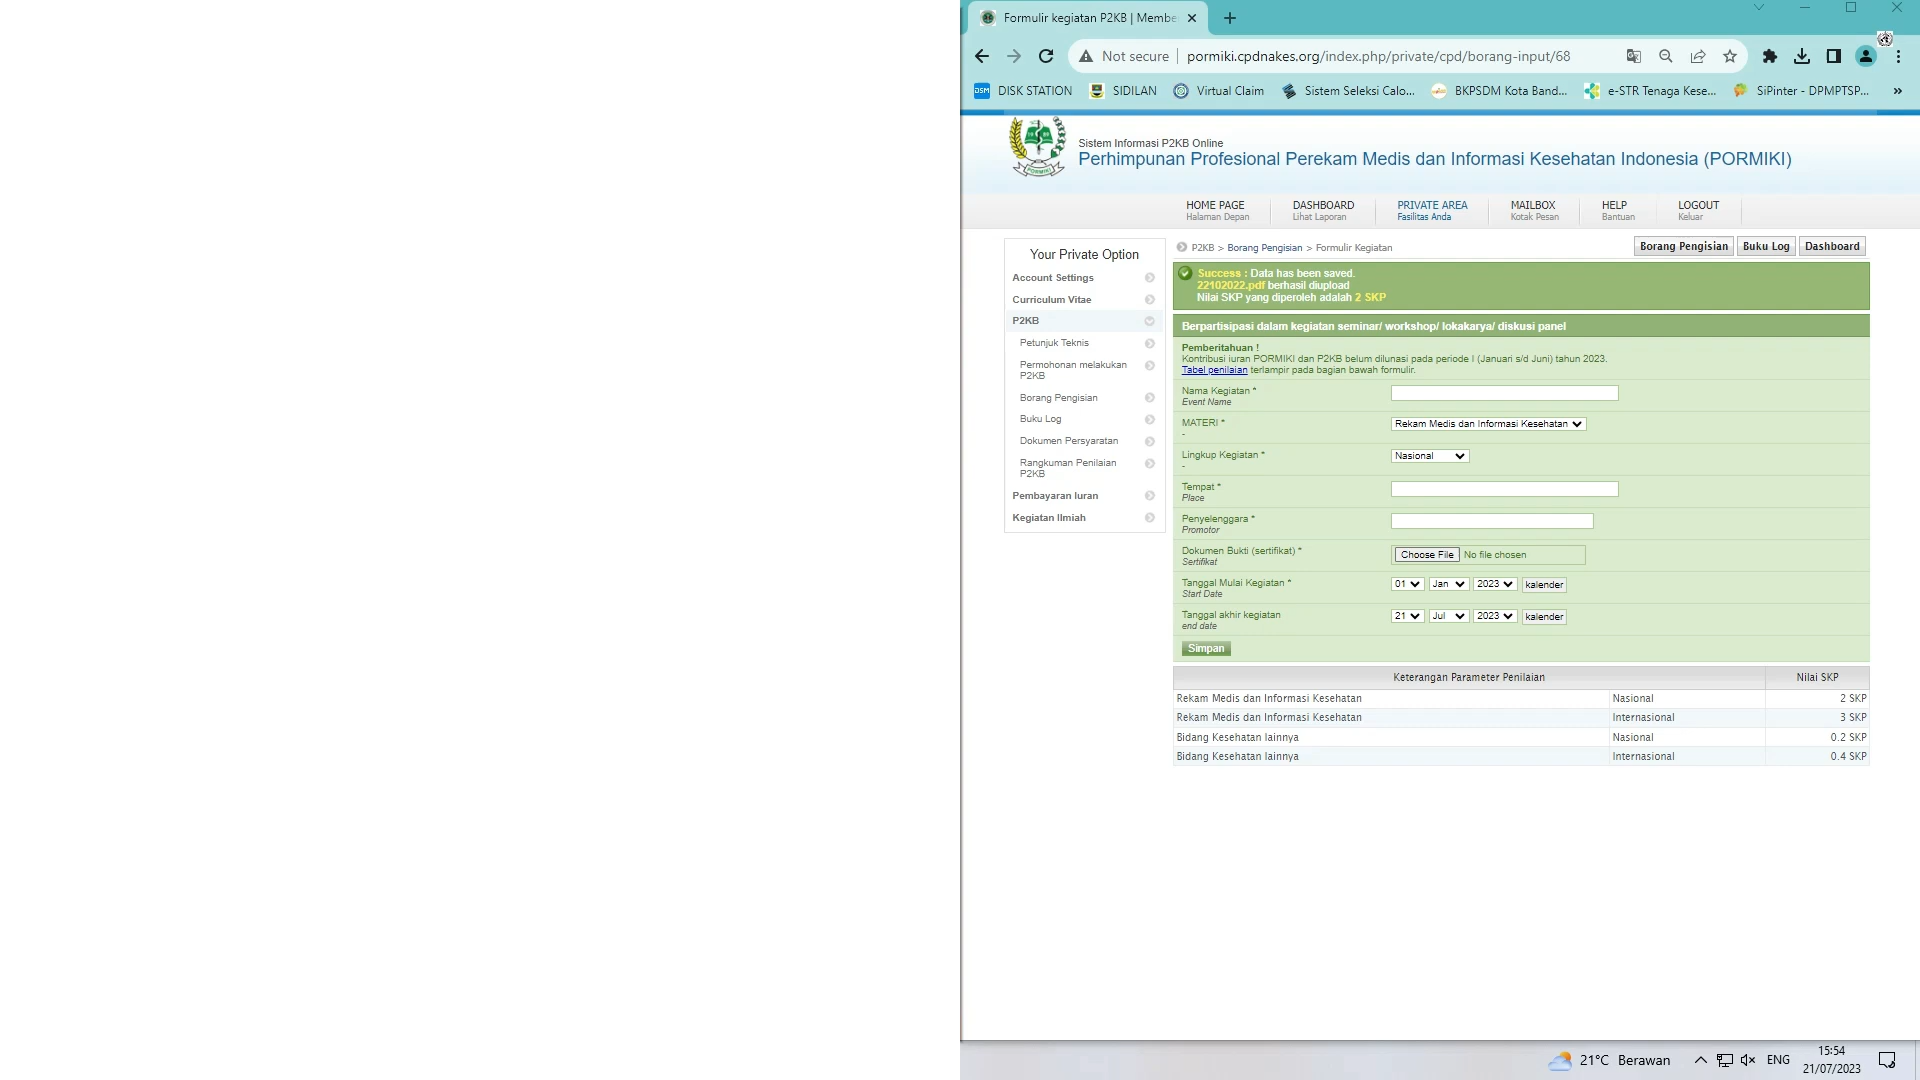 Formulir kegiatan P2KB | Membe
Not secure
pormiki.cpdnakes.org/index.php/private/cpd/borang-input/68
DSM DISK STATION
SIDILAN
Virtual Claim
Sistem Seleksi Calo...
BKPSDM Kota Band...
e-STR Tenaga Kese...
SiPinter - DPMPTSP...
»
PORMIKI
Sistem Informasi P2KB Online
Perhimpunan Profesional Perekam Medis dan Informasi Kesehatan Indonesia (PORMIKI)
HOME PAGE
Halaman Depan
DASHBOARD
Lihat Laporan
PRIVATE AREA
Fasilitas Anda
MAILBOX
Kotak Pesan
HELP
Bantuan
LOGOUT
Keluar
Your Private Option
Account Settings
Curriculum Vitae
P2KB
Petunjuk Teknis
Permohonan melakukan
P2KB
Borang Pengisian
Buku Log
Dokumen Persyaratan
Rangkuman Penilaian
P2KB
Pembayaran Iuran
Kegiatan Ilmiah
P2KB > Borang Pengisian > Formulir Kegiatan
Borang Pengisian
Buku Log
Dashboard
Success : Data has been saved.
22102022.pdf berhasil diupload
Nilai SKP yang diperoleh adalah 2 SKP
Berpartisipasi dalam kegiatan seminar/ workshop/ lokakarya/ diskusi panel
Pemberitahuan !
Kontribusi iuran PORMIKI dan P2KB belum dilunasi pada periode I (Januari s/d Juni) tahun 2023.
Tabel penilaian terlampir pada bagian bawah formulir.
Nama Kegiatan *
Event Name
MATERI *
-
Rekam Medis dan Informasi Kesehatan
Lingkup Kegiatan *
-
Nasional
Tempat *
Place
Penyelenggara *
Promotor
Dokumen Bukti (sertifikat) *
Sertifikat
Choose File No file chosen
Tanggal Mulai Kegiatan *
Start Date
01 Jan 2023 kalender
Tanggal akhir kegiatan
end date
21 Jul 2023 kalender
Simpan
Keterangan Parameter Penilaian Nilai SKP
Rekam Medis dan Informasi Kesehatan Nasional 2 SKP
Rekam Medis dan Informasi Kesehatan Internasional 3 SKP
Bidang Kesehatan lainnya Nasional 0.2 SKP
Bidang Kesehatan lainnya Internasional 0.4 SKP
21°C Berawan
ENG
15:54
21/07/2023